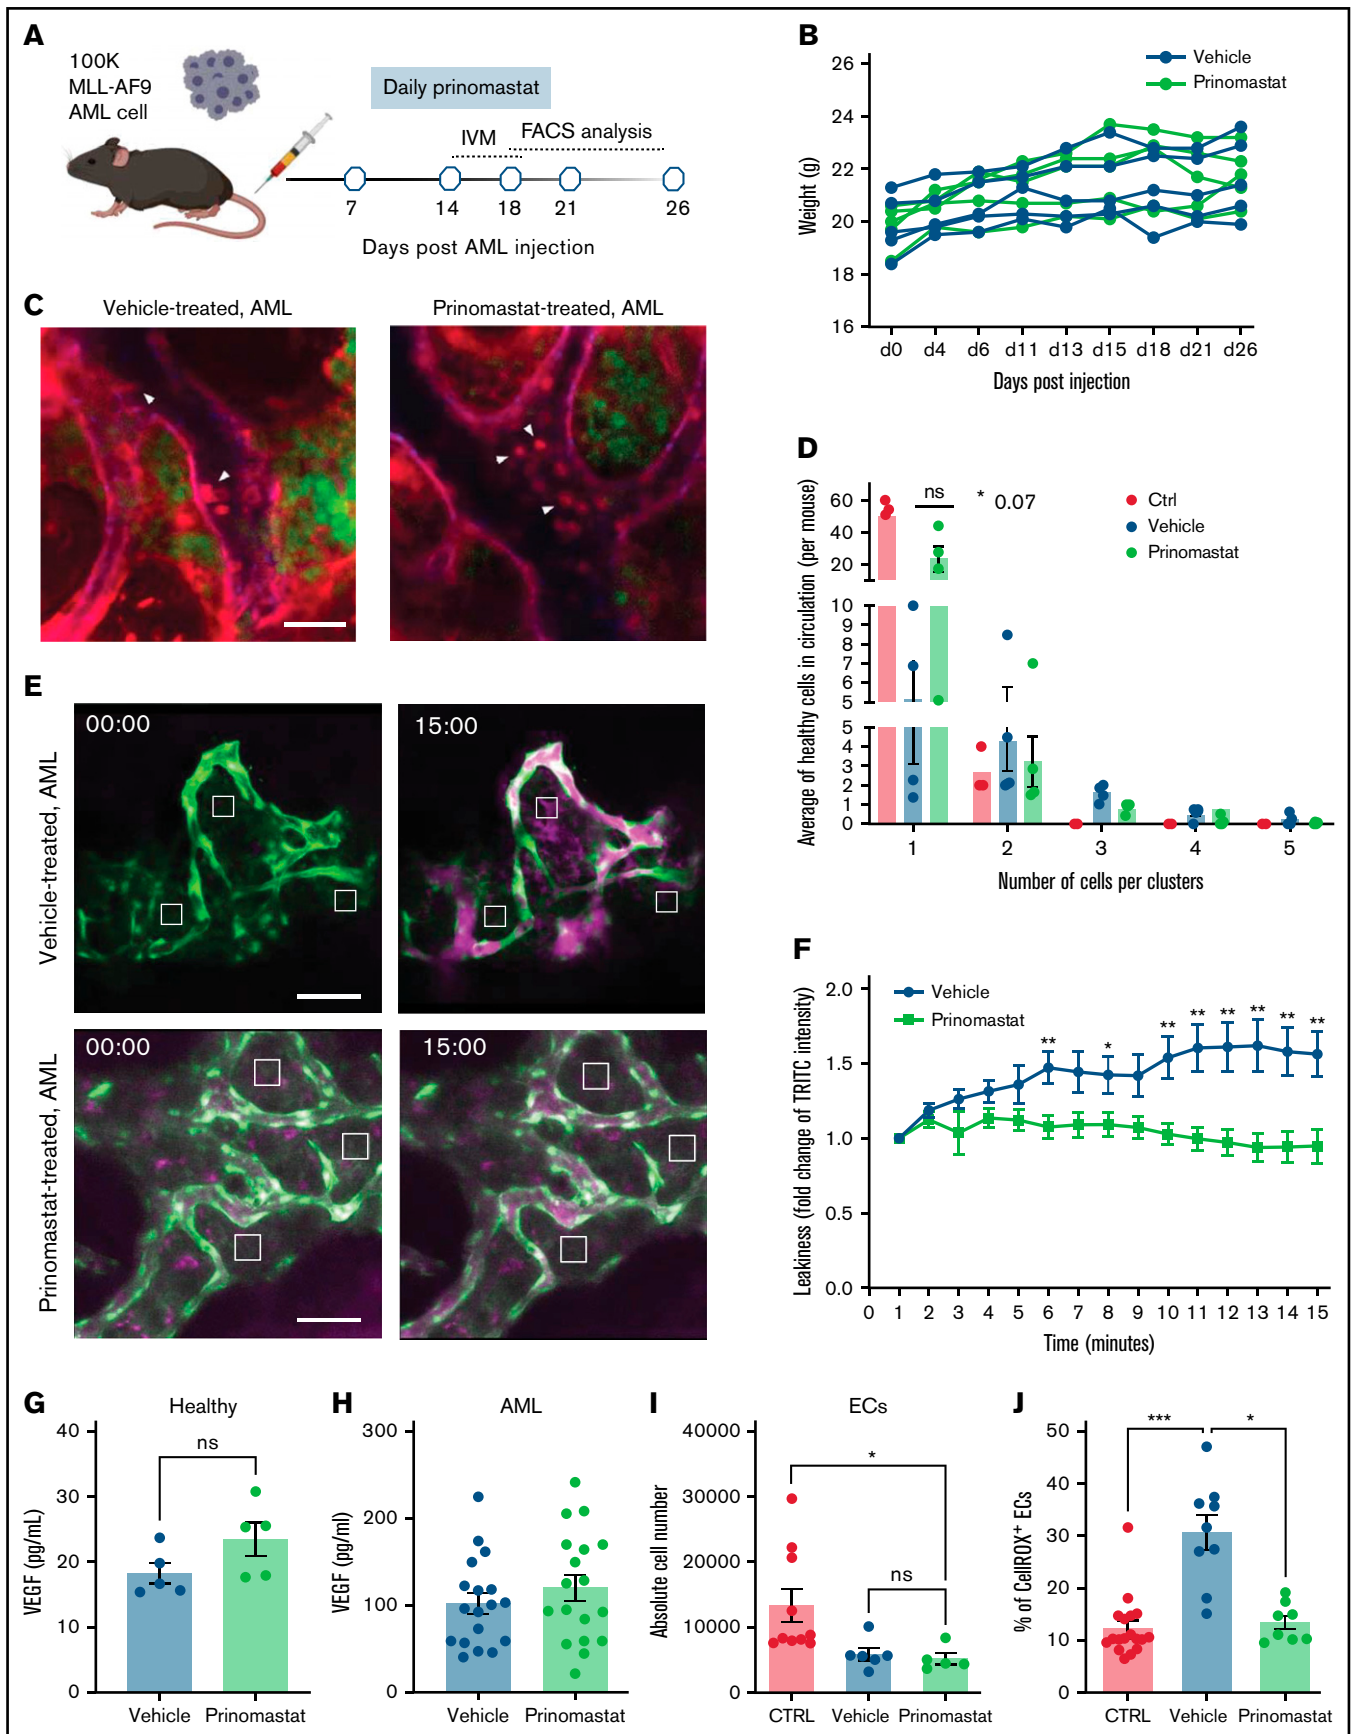 A
100K
MLL-AF9
AML cell
Daily prinomastat
IVM
FACS analysis
7 14 18 21 26
Days post AML injection
B
Vehicle
Prinomastat
Weight (g)
26
24
22
20
18
16
d0 d4 d6 d11 d13 d15 d18 d21 d26
Days post injection
C
Vehicle-treated, AML
Prinomastat-treated, AML
D
Average of healthy cells in circulation (per mouse)
ns
* 0.07
Ctrl
Vehicle
Prinomastat
60
40
20
10
9
8
7
6
5
5
4
3
2
1
0
1 2 3 4 5
Number of cells per clusters
E
Vehicle-treated, AML
00:00
15:00
Prinomastat-treated, AML
00:00
15:00
F
Leakiness (fold change of TRITC intensity)
Vehicle
Prinomastat
2.0
1.5
1.0
0.5
0.0
** * ** ** ** ** ** **
0 1 2 3 4 5 6 7 8 9 10 11 12 13 14 15
Time (minutes)
G
Healthy
VEGF (pg/mL)
40
30
20
10
0
ns
Vehicle Prinomastat
H
AML
VEGF (pg/ml)
300
200
100
0
Vehicle Prinomastat
I
ECs
Absolute cell number
40000
30000
20000
10000
0
*
ns
CTRL Vehicle Prinomastat
J
% of CellROX+ ECs
50
40
30
20
10
0
*** *
CTRL Vehicle Prinomastat